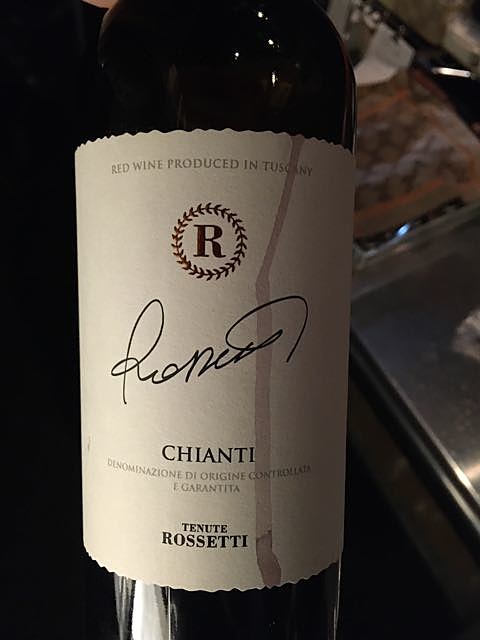 RED WINE PRODUCED IN TUSCANY
R
Rossetti
CHIANTI
DENOMINAZIONE DI ORIGINE CONTROLLATA
E GARANTITA
TENUTE
ROSSETTI